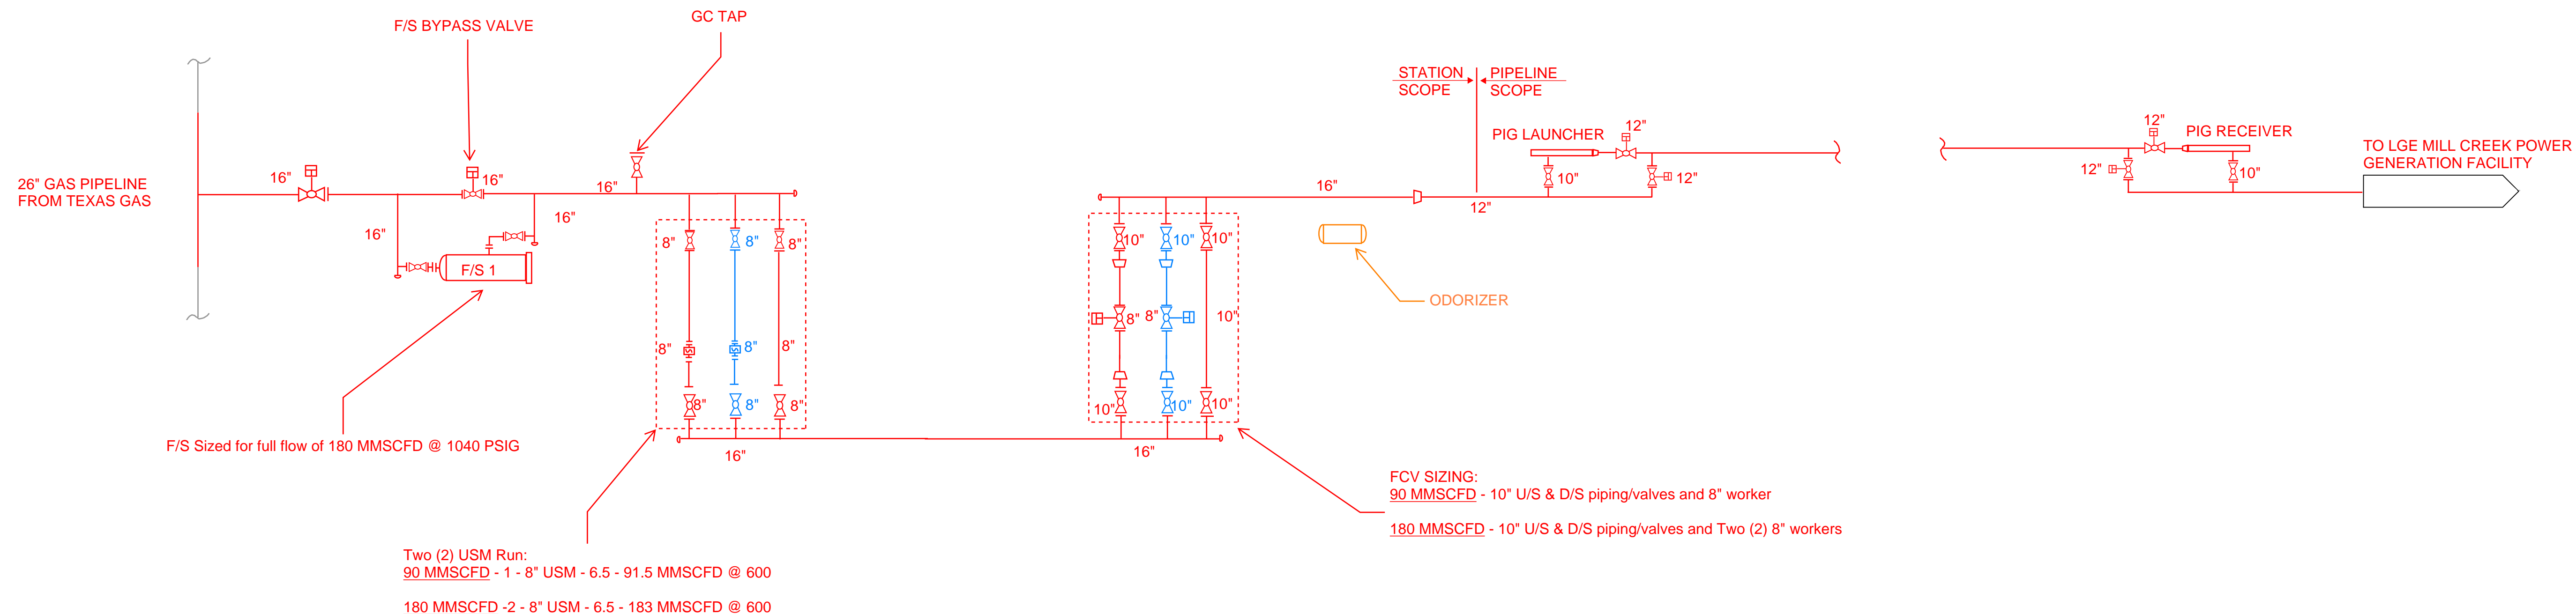 F/S BYPASS VALVE
GC TAP
STATION
SCOPE
PIPELINE
SCOPE
PIG LAUNCHER
12"
12"
PIG RECEIVER
TO LGE MILL CREEK POWER
GENERATION FACILITY
26" GAS PIPELINE
FROM TEXAS GAS
16"
16"
16"
16"
10"
12"
12"
10"
16"
16"
12"
8"
8"
8"
10"
10"
10"
F/S 1
ODORIZER
8"
8"
8"
8"
8"
10"
8"
8"
8"
10"
10"
10"
F/S Sized for full flow of 180 MMSCFD @ 1040 PSIG
16"
16"
FCV SIZING:
90 MMSCFD - 10" U/S & D/S piping/valves and 8" worker
180 MMSCFD - 10" U/S & D/S piping/valves and Two (2) 8" workers
Two (2) USM Run:
90 MMSCFD - 1 - 8" USM - 6.5 - 91.5 MMSCFD @ 600
180 MMSCFD -2 - 8" USM - 6.5 - 183 MMSCFD @ 600